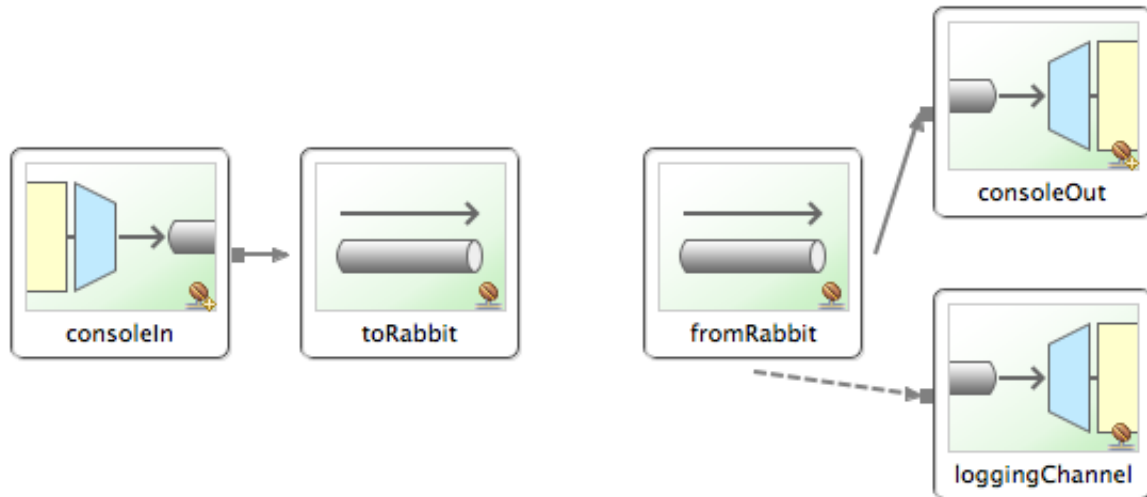 consoleIn
toRabbit
fromRabbit
consoleOut
loggingChannel